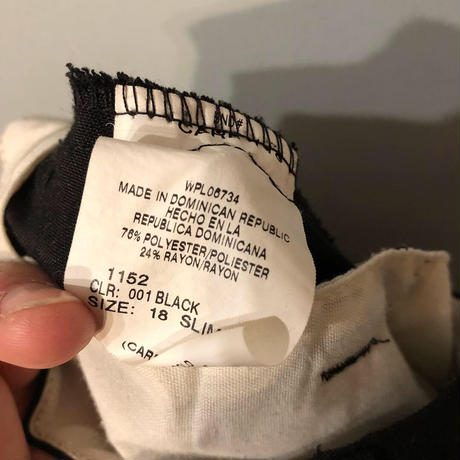 WPL06734
MADE IN DOMINICAN REPUBLIC
HECHO EN LA
REPUBLICA DOMINICANA
76% POLYESTER/POLIESTER
24% RAYON/RAYON
1152
CLR: 001 BLACK
SIZE: 18 SLIM